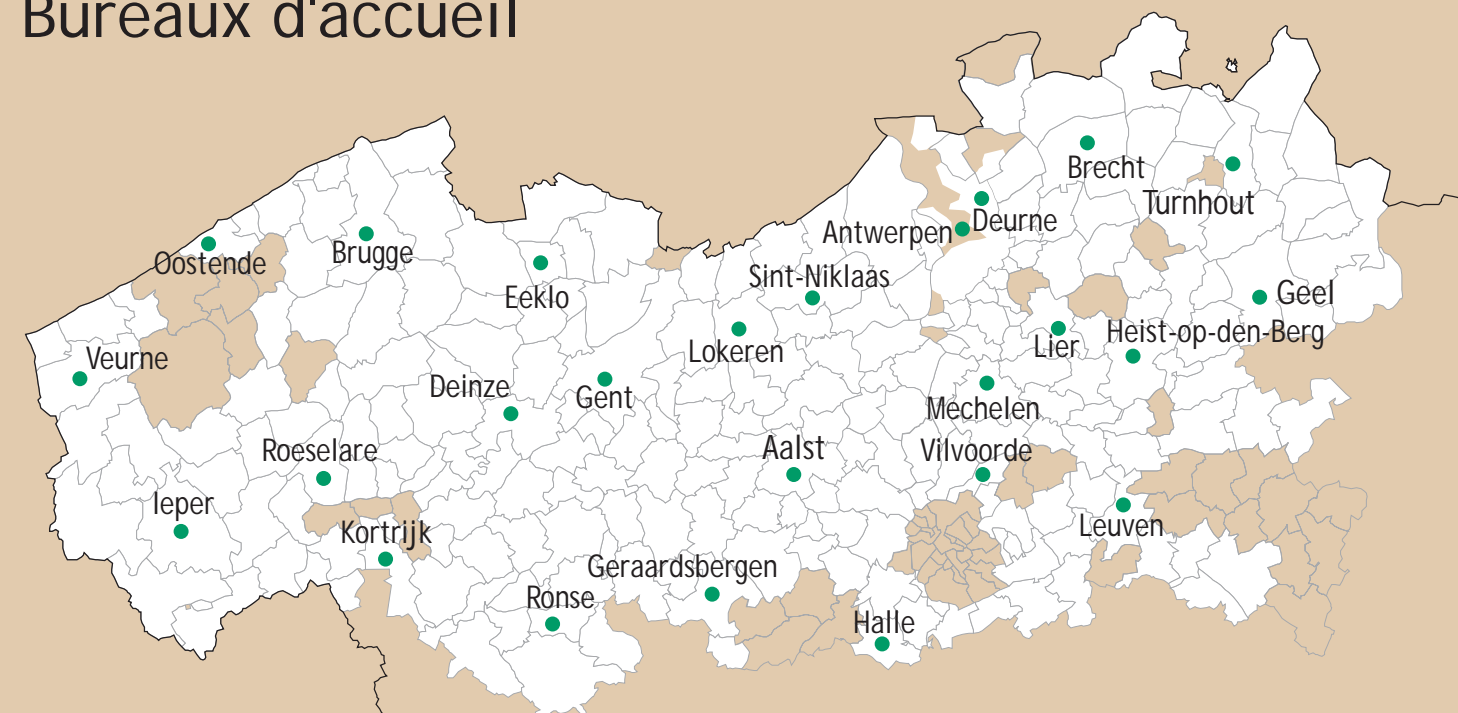 Bureaux d'accueil
Brecht
Turnhout
Deurne
Antwerpen
Brugge
Oostende
Sint-Niklaas
Eeklo
Geel
Heist-op-den-Berg
Lier
Lokeren
Veurne
Deinze
Gent
Mechelen
Roeselare
Aalst
Vilvoorde
Ieper
Leuven
Kortrijk
Geraardsbergen
Ronse
Halle